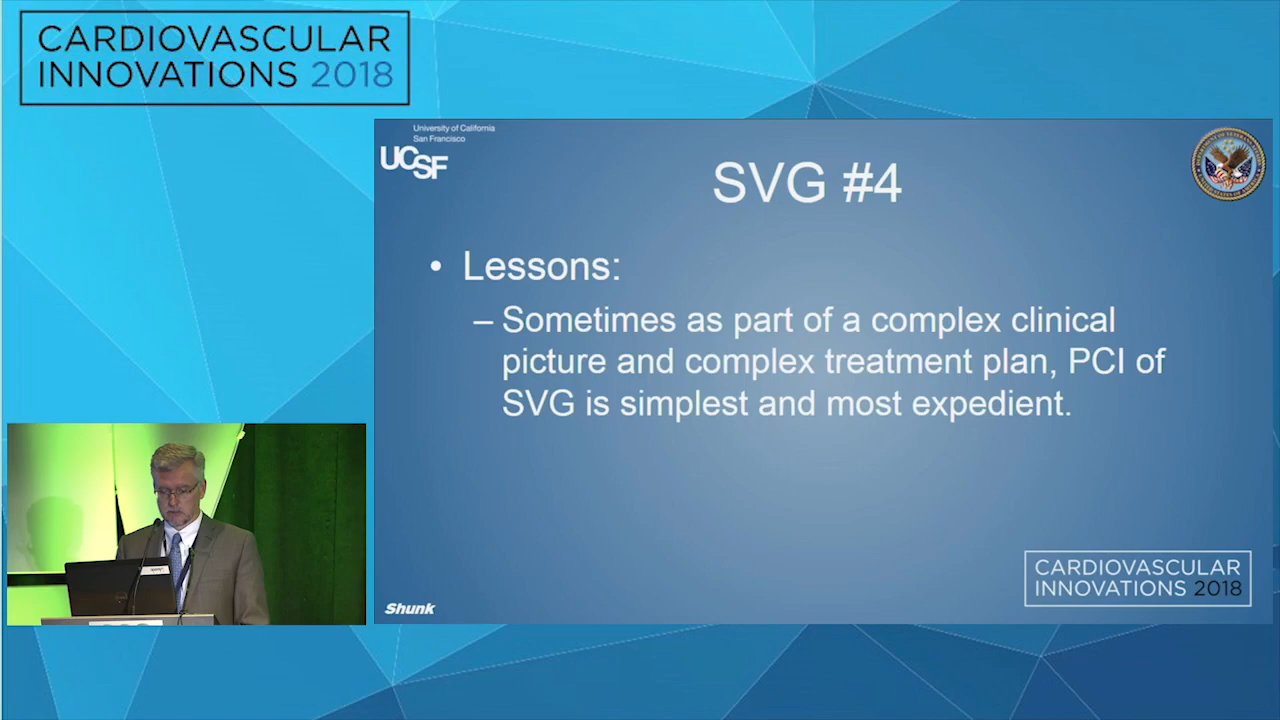 CARDIOVASCULAR
INNOVATIONS 2018
University of California
San Francisco
UCSF
SVG #4
• Lessons:
– Sometimes as part of a complex clinical
picture and complex treatment plan, PCI of
SVG is simplest and most expedient.
CARDIOVASCULAR
INNOVATIONS 2018
Shunk